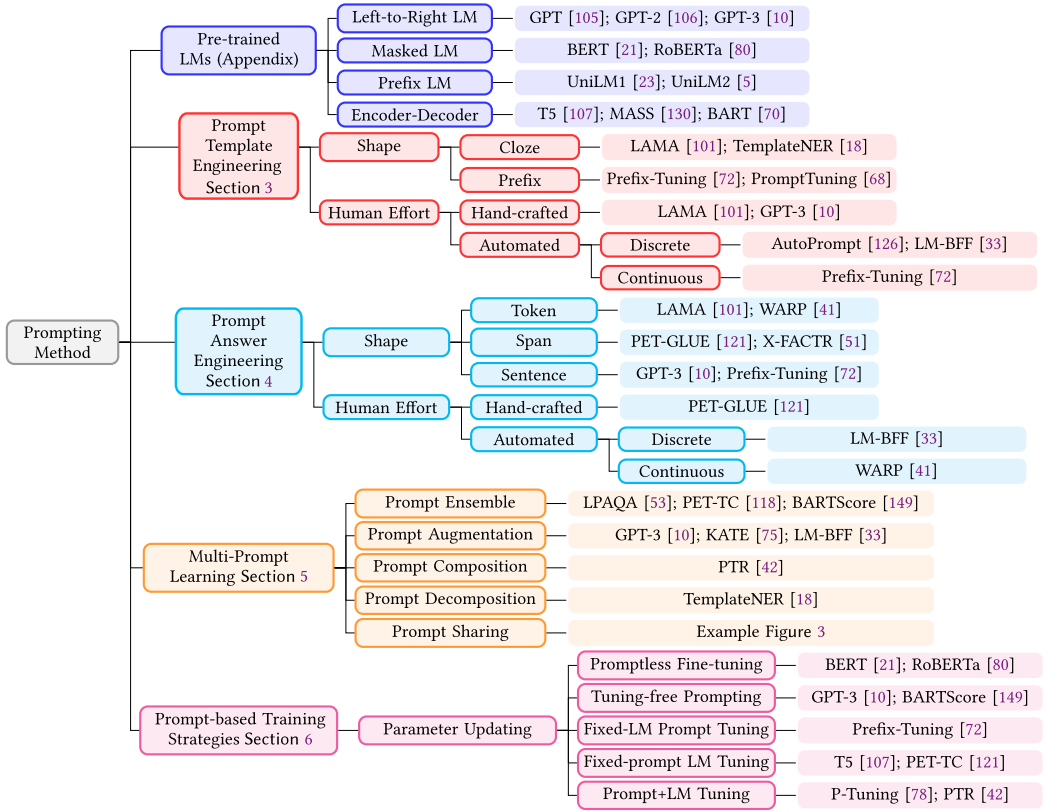 Left-to-Right LM
GPT [105]; GPT-2 [106]; GPT-3 [10]
Pre-trained
LMs (Appendix)
Masked LM
BERT [21]; RoBERTa [80]
Prefix LM
UniLM1 [23]; UniLM2 [5]
Encoder-Decoder
T5 [107]; MASS [130]; BART [70]
Prompt
Template
Engineering
Section 3
Shape
Cloze
LAMA [101]; TemplateNER [18]
Prefix
Prefix-Tuning [72]; PromptTuning [68]
Human Effort
Hand-crafted
LAMA [101]; GPT-3 [10]
Automated
Discrete
AutoPrompt [126]; LM-BFF [33]
Continuous
Prefix-Tuning [72]
Prompting
Method
Prompt
Answer
Engineering
Section 4
Shape
Token
LAMA [101]; WARP [41]
Span
PET-GLUE [121]; X-FACTR [51]
Sentence
GPT-3 [10]; Prefix-Tuning [72]
Human Effort
Hand-crafted
PET-GLUE [121]
Automated
Discrete
LM-BFF [33]
Continuous
WARP [41]
Multi-Prompt
Learning Section 5
Prompt Ensemble
LPAQA [53]; PET-TC [118]; BARTScore [149]
Prompt Augmentation
GPT-3 [10]; KATE [75]; LM-BFF [33]
Prompt Composition
PTR [42]
Prompt Decomposition
TemplateNER [18]
Prompt Sharing
Example Figure 3
Prompt-based Training
Strategies Section 6
Parameter Updating
Promptless Fine-tuning
BERT [21]; RoBERTa [80]
Tuning-free Prompting
GPT-3 [10]; BARTScore [149]
Fixed-LM Prompt Tuning
Prefix-Tuning [72]
Fixed-prompt LM Tuning
T5 [107]; PET-TC [121]
Prompt+LM Tuning
P-Tuning [78]; PTR [42]